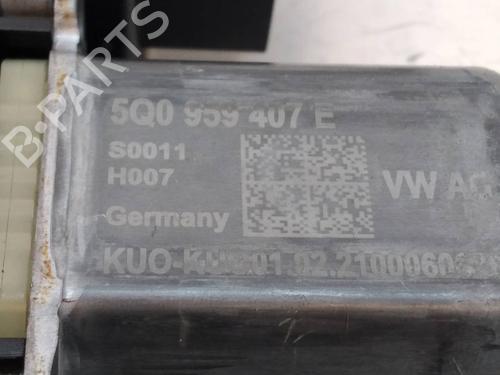 5Q0 959 407 E
S0011
H007
VW AG
Germany
B-PARTS